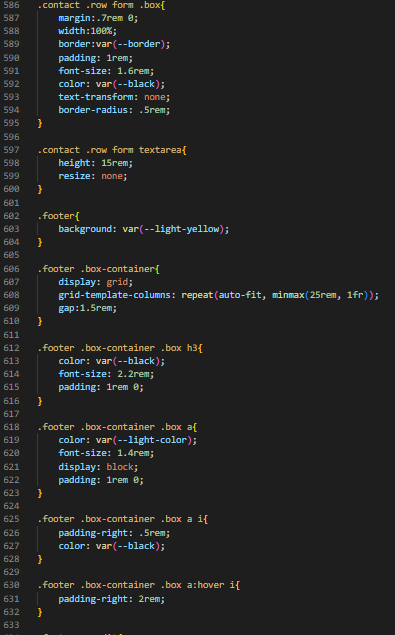 586 .contact .row form .box{
587 margin:.7rem 0;
588 width:100%;
589 border:var(--border);
590 padding: 1rem;
591 font-size: 1.6rem;
592 color: var(--black);
593 text-transform: none;
594 border-radius: .5rem;
595 }
596
597 .contact .row form textarea{
598 height: 15rem;
599 resize: none;
600 }
601
602 .footer{
603 background: var(--light-yellow);
604 }
605
606 .footer .box-container{
607 display: grid;
608 grid-template-columns: repeat(auto-fit, minmax(25rem, 1fr));
609 gap:1.5rem;
610 }
611
612 .footer .box-container .box h3{
613 color: var(--black);
614 font-size: 2.2rem;
615 padding: 1rem 0;
616 }
617
618 .footer .box-container .box a{
619 color: var(--light-color);
620 font-size: 1.4rem;
621 display: block;
622 padding: 1rem 0;
623 }
624
625 .footer .box-container .box a i{
626 padding-right: .5rem;
627 color: var(--black);
628 }
629
630 .footer .box-container .box a:hover i{
631 padding-right: 2rem;
632 }
633